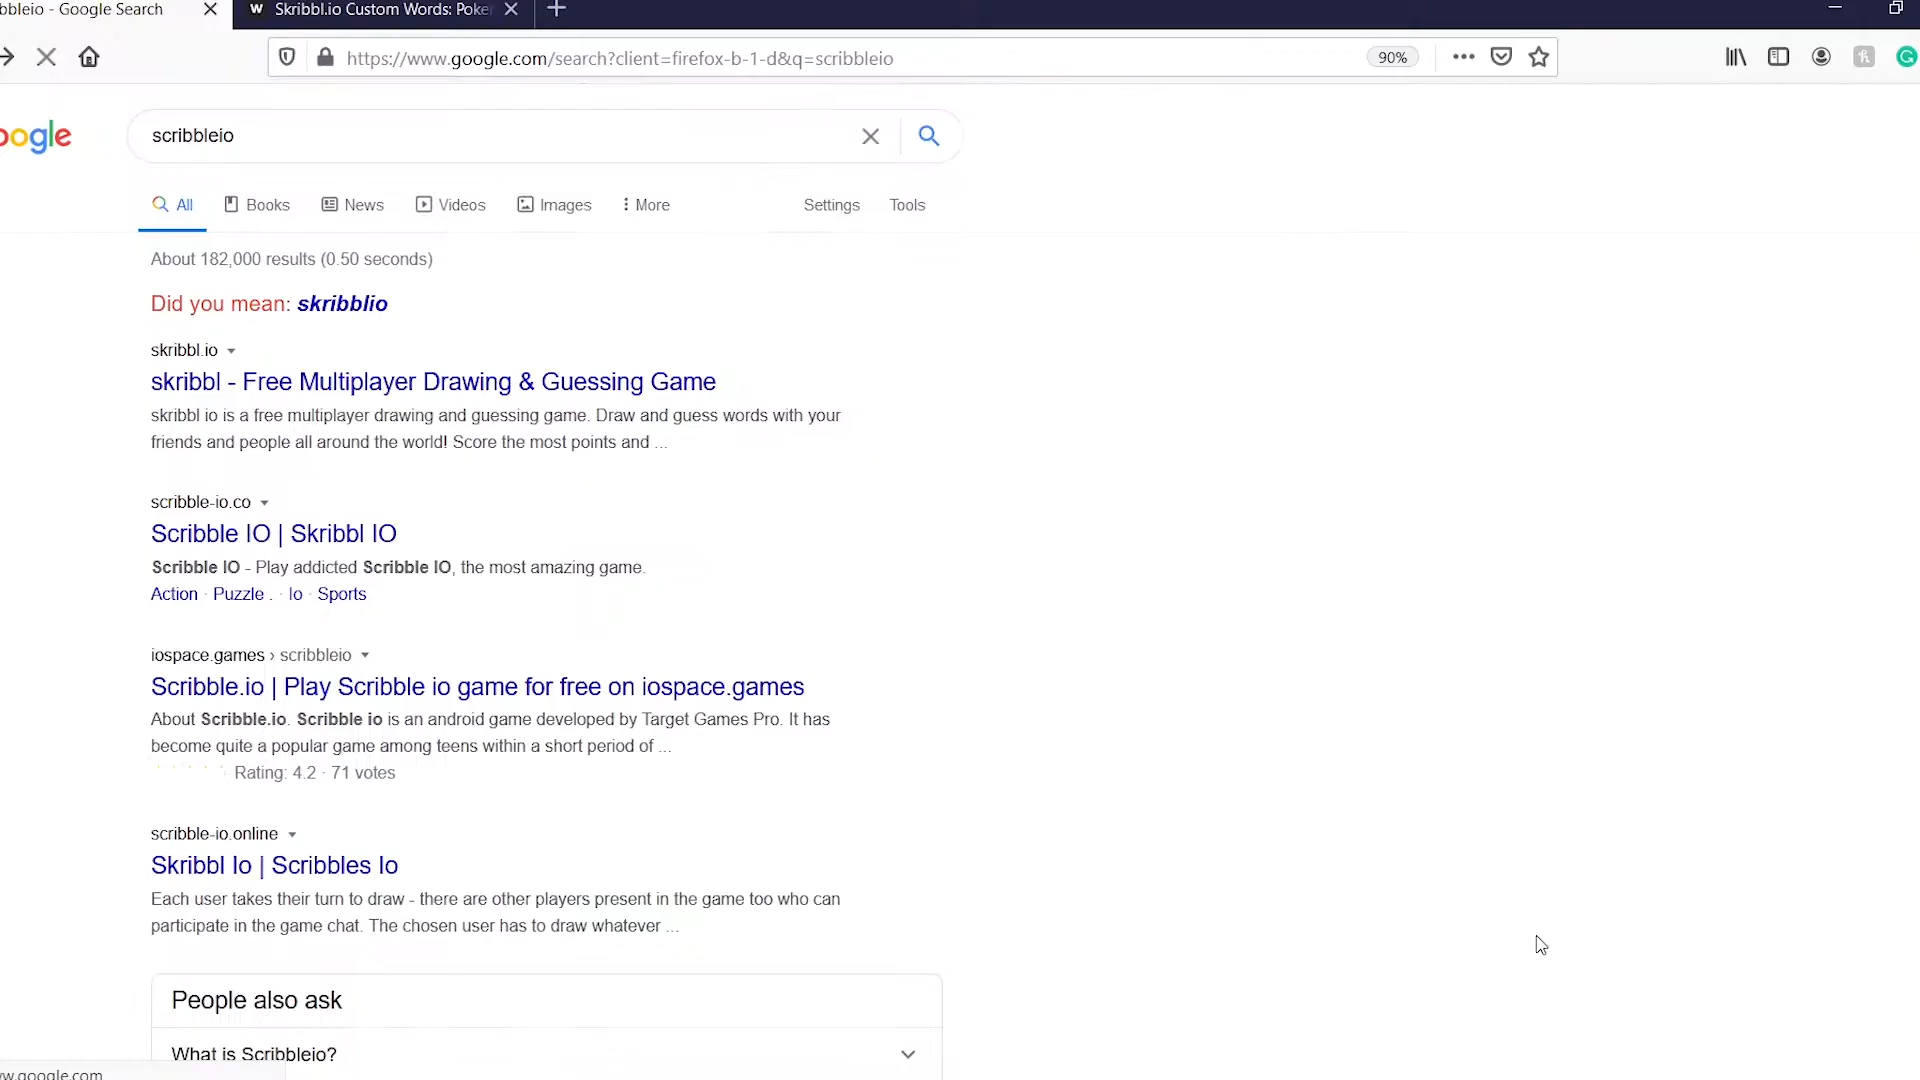 bbleio - Google Search
W Skribbl.io Custom Words: Poker
https://www.google.com/search?client=firefox-b-1-d&q=scribbleio
90%
oogle
scribbleio
All
Books
News
Videos
Images
More
Settings
Tools
About 182,000 results (0.50 seconds)
Did you mean: skribblio
skribbl.io
skribbl - Free Multiplayer Drawing & Guessing Game
skribbl io is a free multiplayer drawing and guessing game. Draw and guess words with your
friends and people all around the world! Score the most points and ...
scribble-io.co
Scribble IO | Skribbl IO
Scribble IO - Play addicted Scribble IO, the most amazing game.
Action · Puzzle . · Io · Sports
iospace.games › scribbleio
Scribble.io | Play Scribble io game for free on iospace.games
About Scribble.io. Scribble io is an android game developed by Target Games Pro. It has
become quite a popular game among teens within a short period of ...
Rating: 4.2 · 71 votes
scribble-io.online
Skribbl Io | Scribbles Io
Each user takes their turn to draw - there are other players present in the game too who can
participate in the game chat. The chosen user has to draw whatever ...
People also ask
What is Scribbleio?
w.google.com